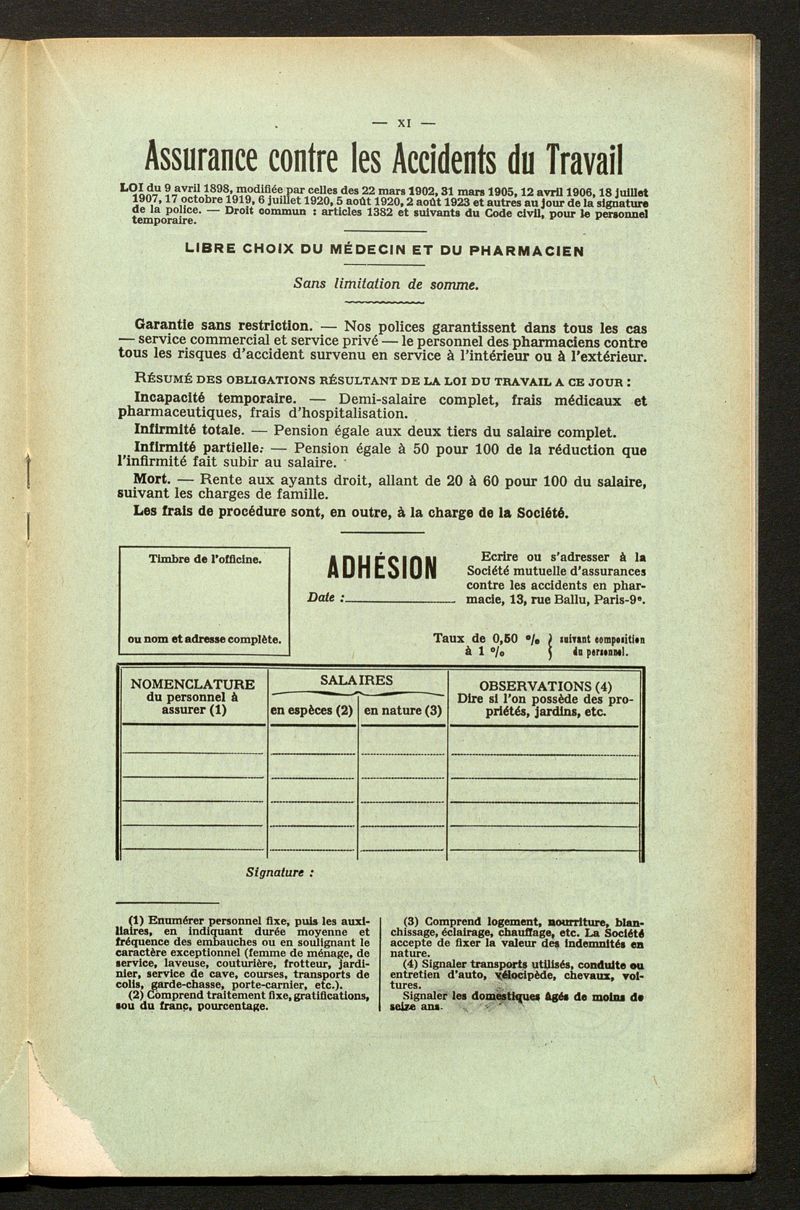 — XI —
Assurance contre les Accidents du Travail
LOI du 9 avril 1898, modifiée par celles des 22 mars 1902, 31 mars 1905, 12 avril 1906, 18 juillet
1907, 17 octobre 1919, 6 juillet 1920, 5 août 1920, 2 août 1923 et autres au jour de la signature
de la police. — Droit commun : articles 1382 et suivants du Code civil, pour le personnel
temporaire.
LIBRE CHOIX DU MÉDECIN ET DU PHARMACIEN
Sans limitation de somme.
Garantie sans restriction. — Nos polices garantissent dans tous les cas
— service commercial et service privé — le personnel des pharmaciens contre
tous les risques d'accident survenu en service à l'intérieur ou à l'extérieur.
RÉSUMÉ DES OBLIGATIONS RÉSULTANT DE LA LOI DU TRAVAIL A CE JOUR :
Incapacité temporaire. — Demi-salaire complet, frais médicaux et
pharmaceutiques, frais d'hospitalisation.
Infirmité totale. — Pension égale aux deux tiers du salaire complet.
Infirmité partielle. — Pension égale à 50 pour 100 de la réduction que
l'infirmité fait subir au salaire.
Mort. — Rente aux ayants droit, allant de 20 à 60 pour 100 du salaire,
suivant les charges de famille.
Les frais de procédure sont, en outre, à la charge de la Société.
Timbre de l'officine.
ou nom et adresse complète.
ADHÉSION
Date :
Ecrire ou s'adresser à la
Société mutuelle d'assurances
contre les accidents en phar-
macie, 13, rue Ballu, Paris-9e.
Taux de 0,50 % } suivant composition
à 1 % } du personnel.
NOMENCLATURE
du personnel à
assurer (1)
SALAIRES
en espèces (2)
en nature (3)
OBSERVATIONS (4)
Dire si l'on possède des pro-
priétés, jardins, etc.
Signature :
(1) Enumérer personnel fixe, puis les auxi-
liaires, en indiquant durée moyenne et
fréquence des embauches ou en soulignant le
caractère exceptionnel (femme de ménage, de
service, laveuse, couturière, frotteur, jardi-
nier, service de cave, courses, transports de
colis, garde-chasse, porte-carnier, etc.).
(2) Comprend traitement fixe, gratifications,
sou du franc, pourcentage.
(3) Comprend logement, nourriture, blan-
chissage, éclairage, chauffage, etc. La Société
accepte de fixer la valeur des indemnités en
nature.
(4) Signaler transports utilisés, conduite ou
entretien d'auto, vélocipède, chevaux, voi-
tures.
Signaler les domestiques âgés de moins de
seize ans.